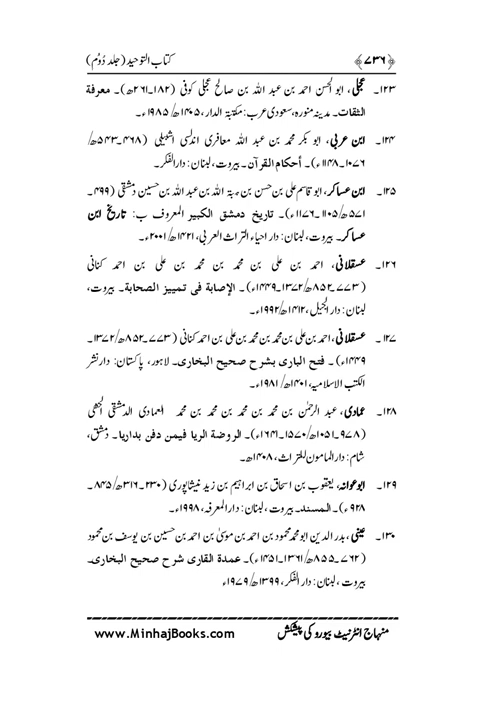 ﴿۷۳۶﴾ کتاب التوحید (جلد دُوُم)
۱۲۳۔ عجلی، ابو الحسن احمد بن عبد اللہ بن صالح عجلی کوفی (۱۸۲۔۲۶۱ھ)۔ معرفة
الثقات۔ مدینہ منورہ، سعودی عرب: مکتبۃ الدار، ۱۴۰۵ھ/ ۱۹۸۵ء۔
۱۲۴۔ ابن عربی، ابو بکر محمد بن عبد اللہ معافری اندلسی اشبیلی (۴۶۸۔۵۴۳ھ/
۱۰۷۶۔۱۱۴۸ء)۔ أحکام القرآن۔ بیروت، لبنان: دارالفکر۔
۱۲۵۔ ابن عساکر، ابو قاسم علی بن حسن بن ہبۃ اللہ بن عبد اللہ بن حسین دمشقی (۴۹۹۔
۵۷۱ھ/۱۱۰۵۔۱۱۷۶ء)۔ تاریخ دمشق الکبیر المعروف ب: تاریخ ابن
عساکر۔ بیروت، لبنان: دار احیاء التراث العربی، ۱۴۲۱ھ/۲۰۰۱ء۔
۱۲۶۔ عسقلانی، احمد بن علی بن محمد بن محمد بن علی بن احمد کنانی
(۷۷۳۔۸۵۲ھ/۱۳۷۲۔۱۴۴۹ء)۔ الإصابة فی تمییز الصحابة۔ بیروت،
لبنان: دار الجیل، ۱۴۱۲ھ/۱۹۹۲ء۔
۱۲۷۔ عسقلانی، احمد بن علی بن محمد بن محمد بن علی بن احمد کنانی (۷۷۳۔۸۵۲ھ/۱۳۷۲۔
۱۴۴۹ء)۔ فتح الباری بشرح صحیح البخاری۔ لاہور، پاکستان: دارنشر
الکتب الاسلامیہ، ۱۴۰۱ھ/ ۱۹۸۱ء۔
۱۲۸۔ عمادی، عبد الرحمٰن بن محمد بن محمد بن محمد بن محمد العمادی الدمشقی الحنفی
(۹۷۸۔۱۰۵۱ھ/۱۵۷۰۔۱۶۴۱ء)۔ الروضة الریا فیمن دفن بداریا۔ دمشق،
شام: دار المامون للتراث، ۱۴۰۸ھ۔
۱۲۹۔ ابوعوانہ، یعقوب بن اسحاق بن ابراہیم بن زید نیشاپوری (۲۳۰۔۳۱۶ھ/۸۴۵۔
۹۲۸ء)۔ المسند۔ بیروت، لبنان: دارالمعرفہ، ۱۹۹۸ء۔
۱۳۰۔ عینی، بدر الدین ابو محمد محمود بن احمد بن موسیٰ بن احمد بن حسین بن یوسف بن محمود
(۷۶۲۔۸۵۵ھ/۱۳۶۱۔۱۴۵۱ء)۔ عمدة القاری شرح صحیح البخاری۔
بیروت، لبنان: دار الفکر، ۱۳۹۹ھ/۱۹۷۹ء۔
منہاج انٹرنیٹ بیورو کی پیشکش www.MinhajBooks.com